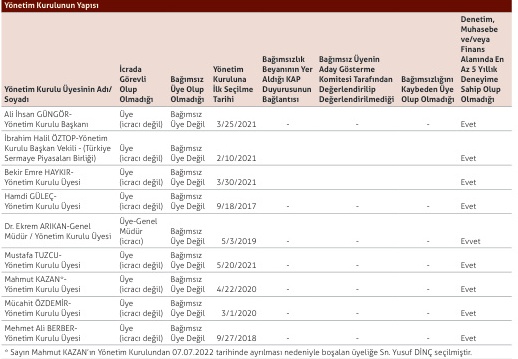 Yönetim Kurulunun Yapısı
Yönetim Kurulu Üyesinin Adı/ Soyadı
İcrada Görevli Olup Olmadığı
Bağımsız Üye Olup Olmadığı
Yönetim Kuruluna İlk Seçilme Tarihi
Bağımsızlık Beyanının Yer Aldığı KAP Duyurusunun Bağlantısı
Bağımsız Üyenin Aday Gösterme Komitesi Tarafından Değerlendirilip Değerlendirilmediği
Bağımsızlığını Kaybeden Üye Olup Olmadığı
Denetim, Muhasebe ve/veya Finans Alanında En Az 5 Yıllık Deneyime Sahip Olup Olmadığı
Ali İhsan GÜNGÖR- Üye Bağımsız
Yönetim Kurulu Başkanı (icracı değil) Üye Değil 3/25/2021 - - - Evet
İbrahim Halil ÖZTOP-Yönetim
Kurulu Başkan Vekili - (Türkiye Üye Bağımsız
Sermaye Piyasaları Birliği) (icracı değil) Üye Değil 2/10/2021 Evet
Bekir Emre HAYKIR- Üye Bağımsız
Yönetim Kurulu Üyesi (icracı değil) Üye Değil 3/30/2021 Evet
Hamdi GÜLEÇ- Üye Bağımsız
Yönetim Kurulu Üyesi (icracı değil) Üye Değil 9/18/2017 - - - Evet
Üye-Genel
Dr. Ekrem ARIKAN-Genel Müdür Bağımsız
Müdür / Yönetim Kurulu Üyesi (icracı) Üye Değil 5/3/2019 - - - Evvet
Mustafa TUZCU- Üye Bağımsız
Yönetim Kurulu Üyesi (icracı değil) Üye Değil 5/20/2021 - - - Evet
Mahmut KAZAN*- Üye Bağımsız
Yönetim Kurulu Üyesi (icracı değil) Üye Değil 4/22/2020 - - - Evet
Mücahit ÖZDEMİR- Üye Bağımsız
Yönetim Kurulu Üyesi (icracı değil) Üye Değil 3/1/2020 - - - Evet
Mehmet Ali BERBER- Üye Bağımsız
Yönetim Kurulu Üyesi (icracı değil) Üye Değil 9/27/2018 - - - Evet
* Sayın Mahmut KAZAN'ın Yönetim Kurulundan 07.07.2022 tarihinde ayrılması nedeniyle boşalan üyeliğe Sn. Yusuf DİNÇ seçilmiştir.